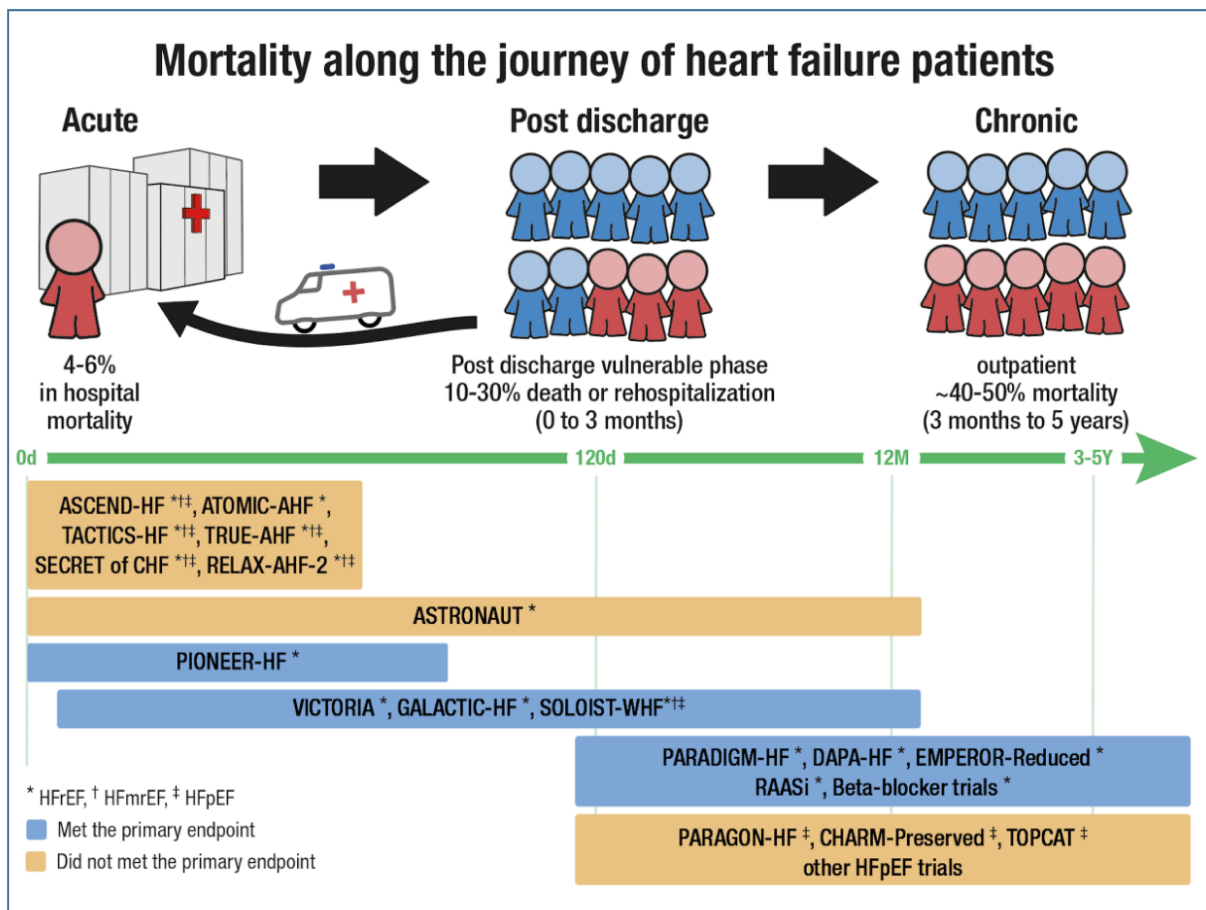 Mortality along the journey of heart failure patients
Acute
Post discharge
Chronic
4-6%
in hospital
mortality
Post discharge vulnerable phase
10-30% death or rehospitalization
(0 to 3 months)
outpatient
~40-50% mortality
(3 months to 5 years)
0d
120d
12M
3-5Y
ASCEND-HF *†‡, ATOMIC-AHF *,
TACTICS-HF *†‡, TRUE-AHF *†‡,
SECRET of CHF *†‡, RELAX-AHF-2 *†‡
ASTRONAUT *
PIONEER-HF *
VICTORIA *, GALACTIC-HF *, SOLOIST-WHF*†‡
PARADIGM-HF *, DAPA-HF *, EMPEROR-Reduced *
RAASi *, Beta-blocker trials *
PARAGON-HF ‡, CHARM-Preserved ‡, TOPCAT ‡
other HFpEF trials
* HFrEF, † HFmrEF, ‡ HFpEF
Met the primary endpoint
Did not met the primary endpoint